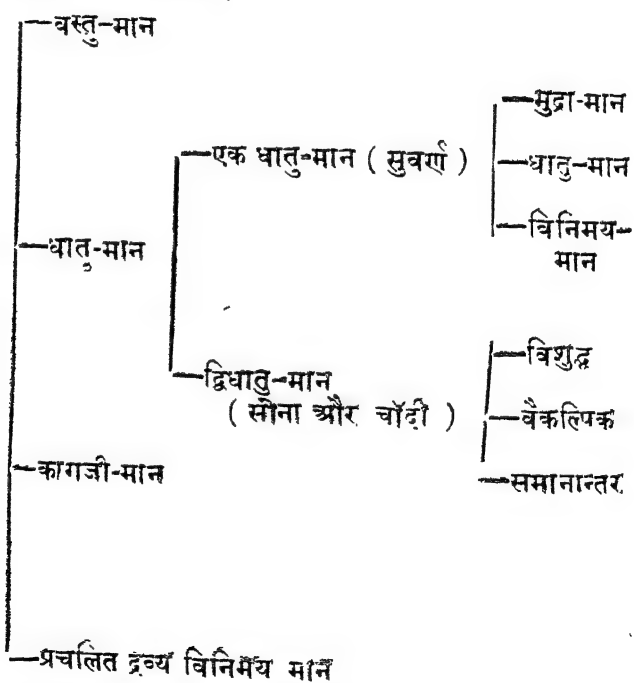 वस्तु-मान
मुद्रा-मान
एक धातु-मान ( सुवर्ण )
धातु-मान
धातु-मान
विनिमय-
मान
द्विधातु-मान
( सोना और चाँदी )
विशुद्ध
वैकल्पिक
समानान्तर
कागजी-मान
प्रचलित द्रव्य विनिमय मान